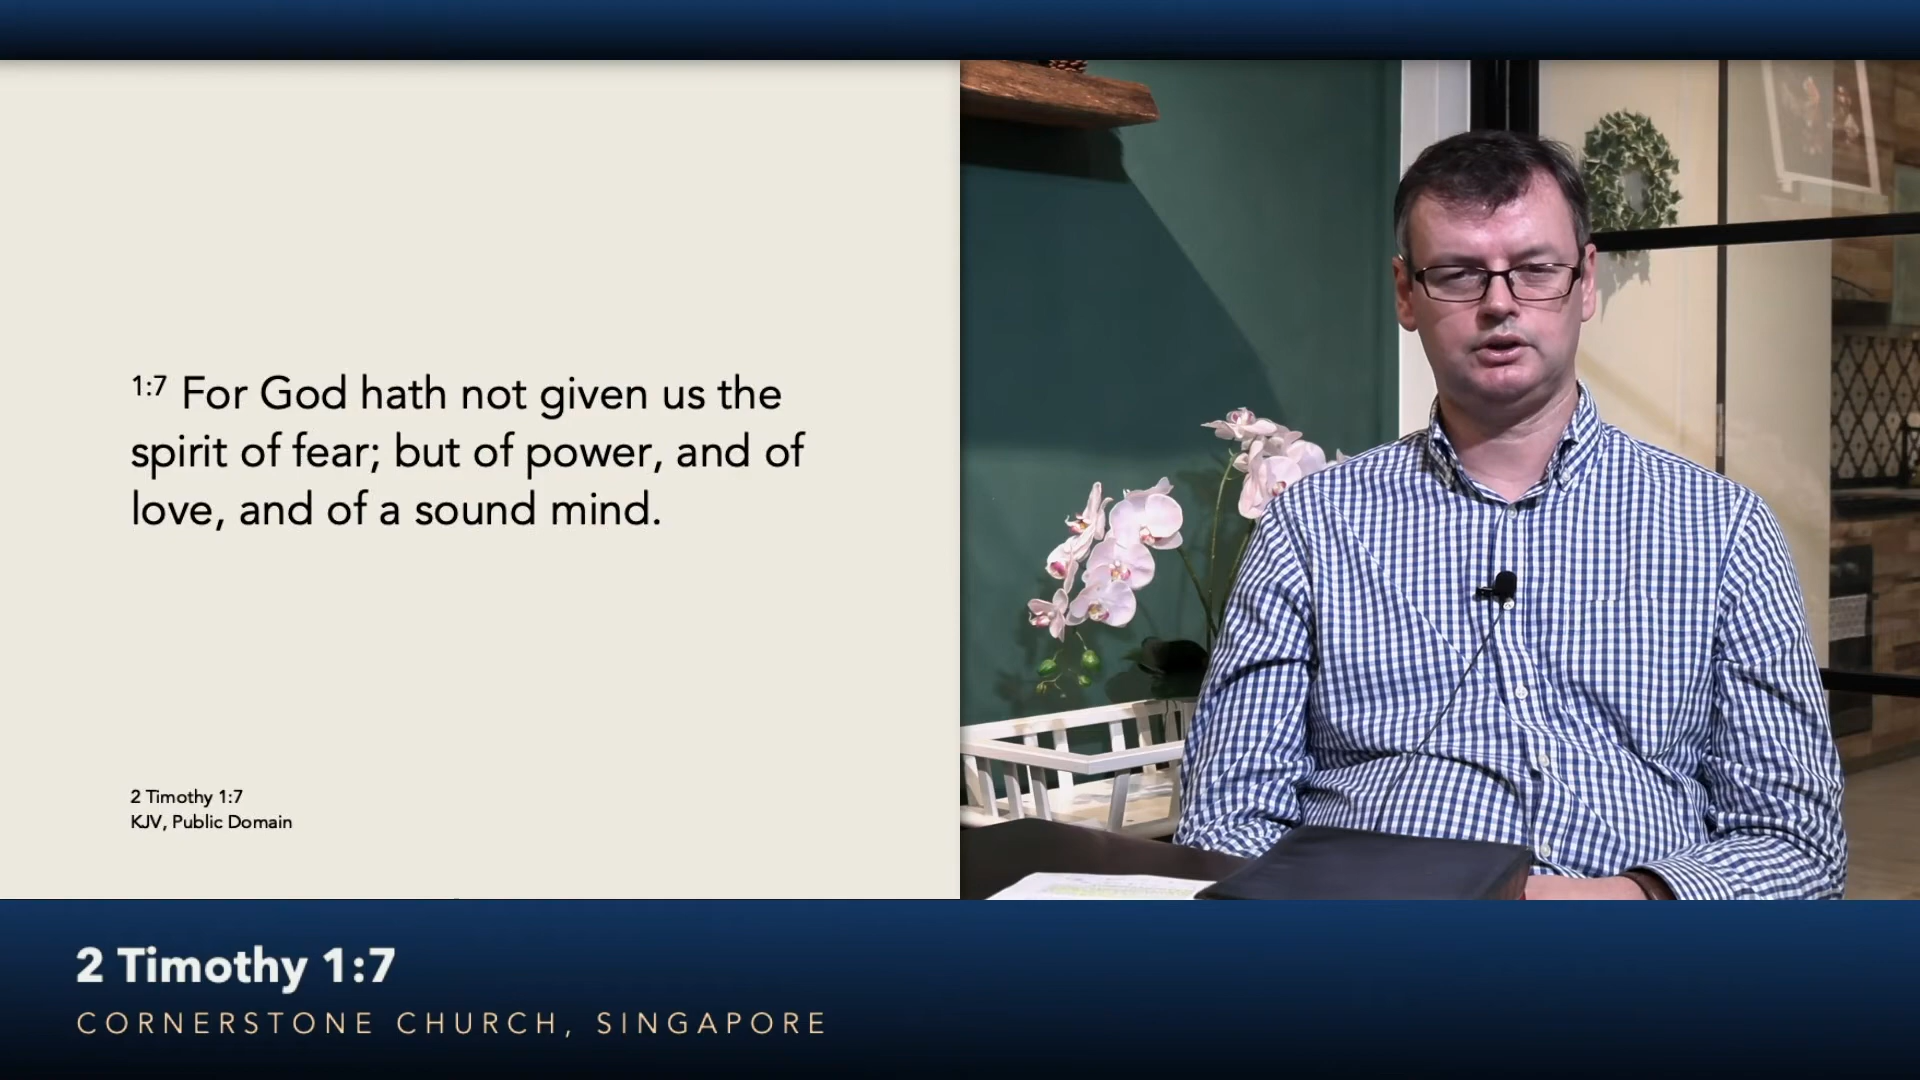 1:7 For God hath not given us the
spirit of fear; but of power, and of
love, and of a sound mind.
2 Timothy 1:7
KJV, Public Domain
2 Timothy 1:7
CORNERSTONE CHURCH, SINGAPORE